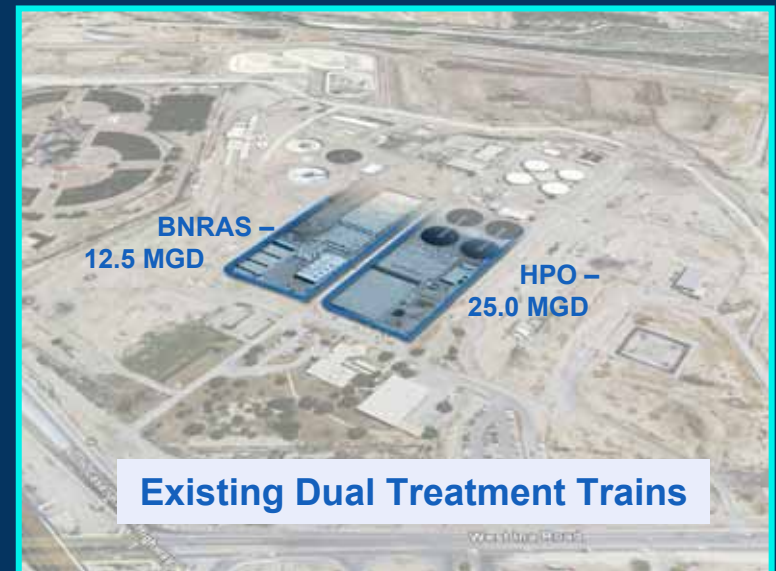 BNRAS –
12.5 MGD
HPO –
25.0 MGD
Existing Dual Treatment Trains